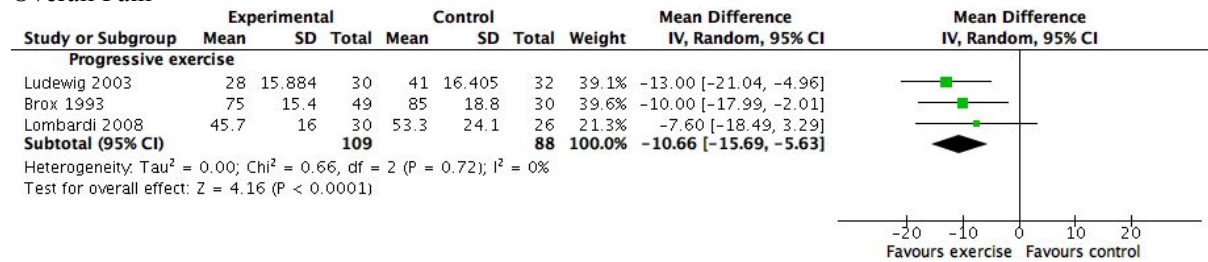 Overall Pain
Experimental Control Mean Difference Mean Difference
Study or Subgroup Mean SD Total Mean SD Total Weight IV, Random, 95% CI IV, Random, 95% CI
Progressive exercise
Ludewig 2003 28 15.884 30 41 16.405 32 39.1% -13.00 [-21.04, -4.96]
Brox 1993 75 15.4 49 85 18.8 30 39.6% -10.00 [-17.99, -2.01]
Lombardi 2008 45.7 16 30 53.3 24.1 26 21.3% -7.60 [-18.49, 3.29]
Subtotal (95% CI) 109 88 100.0% -10.66 [-15.69, -5.63]
Heterogeneity: Tau² = 0.00; Chi² = 0.66, df = 2 (P = 0.72); I² = 0%
Test for overall effect: Z = 4.16 (P < 0.0001)
-20 -10 0 10 20
Favours exercise Favours control